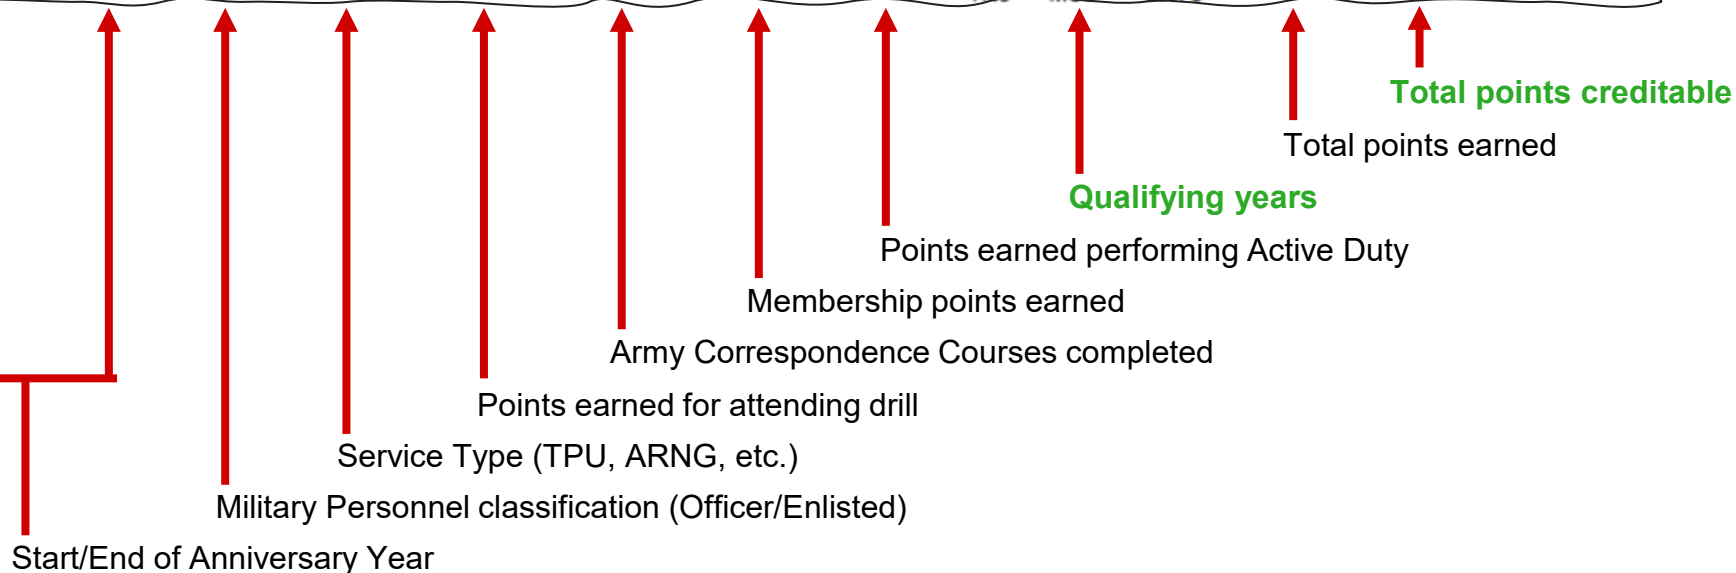 Total points creditable
Total points earned
Qualifying years
Points earned performing Active Duty
Membership points earned
Army Correspondence Courses completed
Points earned for attending drill
Service Type (TPU, ARNG, etc.)
Military Personnel classification (Officer/Enlisted)
Start/End of Anniversary Year